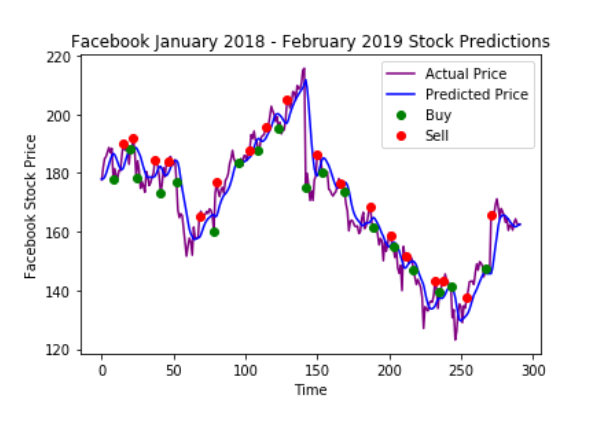 Facebook January 2018 - February 2019 Stock Predictions
220
200
180
160
140
120
Facebook Stock Price
Actual Price
Predicted Price
Buy
Sell
0
50
100
150
200
250
300
Time